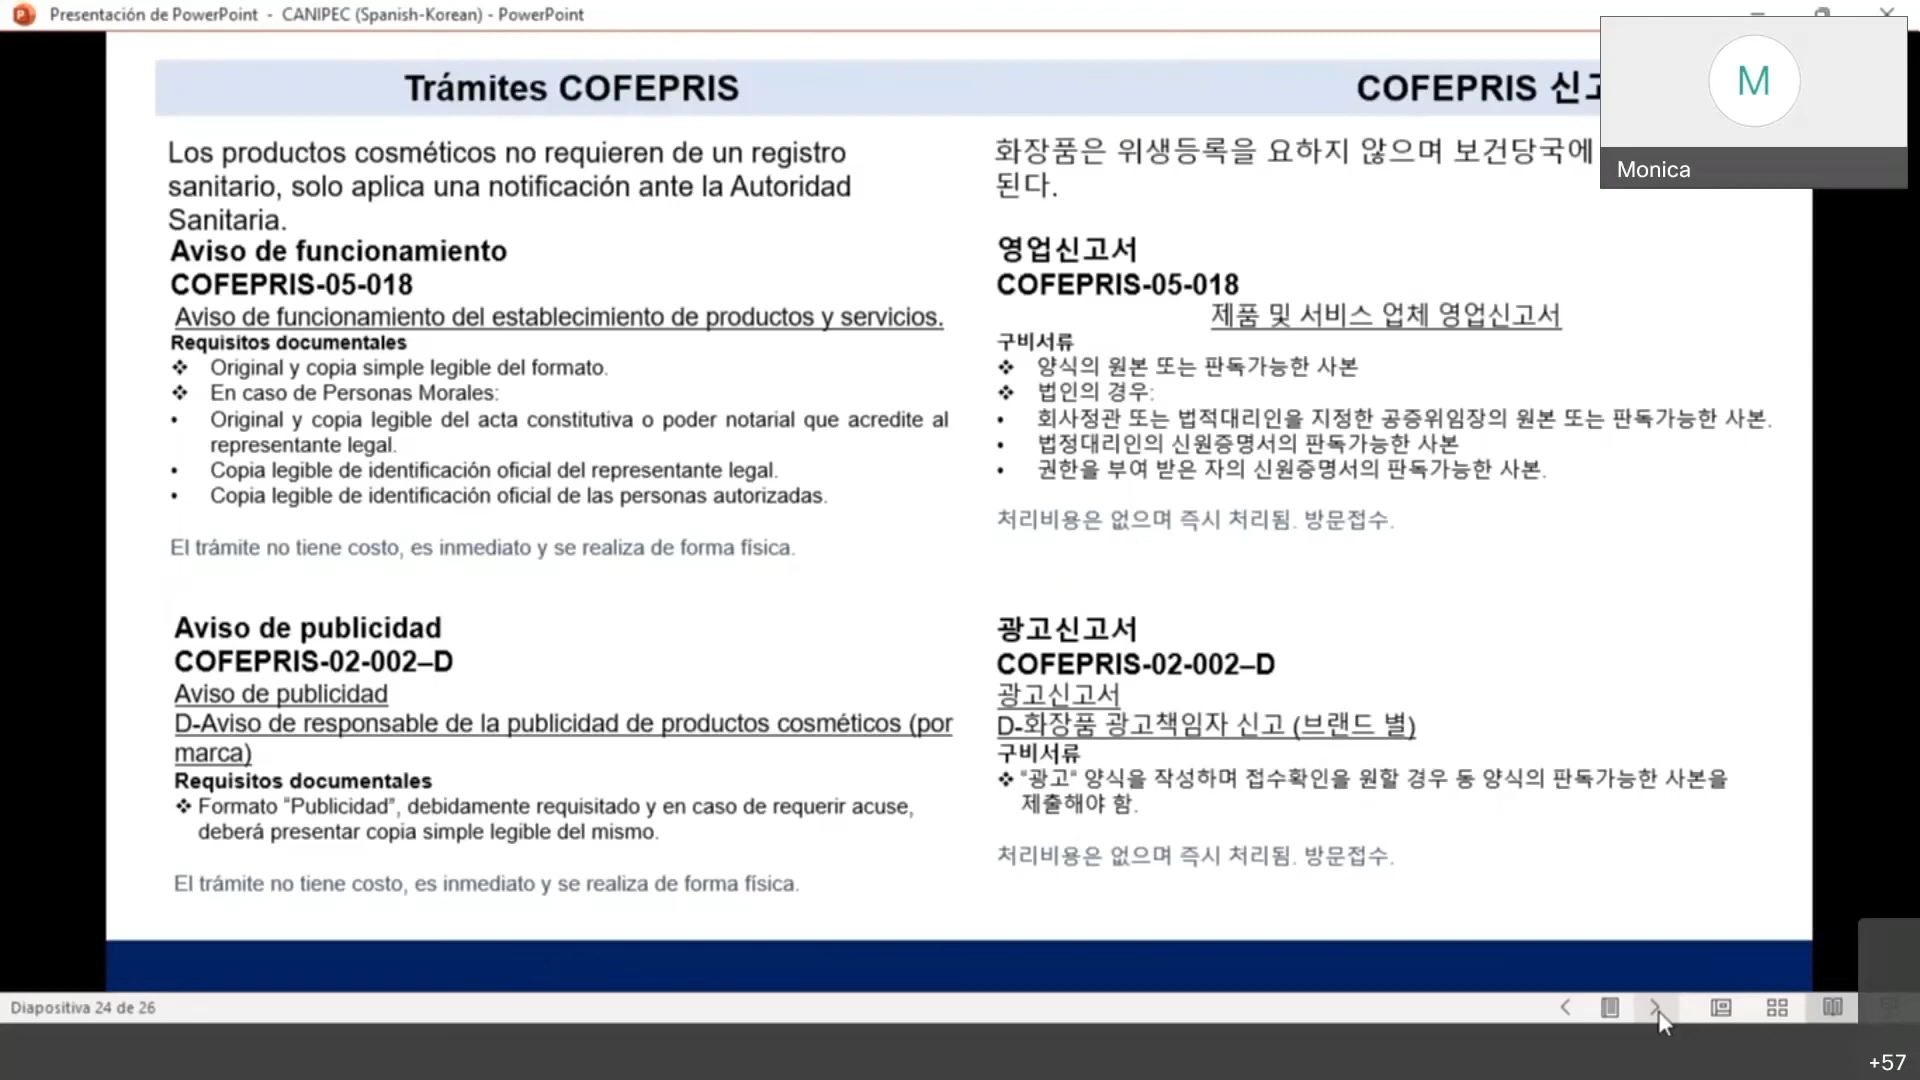 Presentación de PowerPoint - CANIPEC (Spanish-Korean) - PowerPoint
M
Monica
Trámites COFEPRIS
Los productos cosméticos no requieren de un registro
sanitario, solo aplica una notificación ante la Autoridad
Sanitaria.
Aviso de funcionamiento
COFEPRIS-05-018
Aviso de funcionamiento del establecimiento de productos y servicios.
Requisitos documentales
❖ Original y copia simple legible del formato.
❖ En caso de Personas Morales:
• Original y copia legible del acta constitutiva o poder notarial que acredite al
representante legal.
• Copia legible de identificación oficial del representante legal.
• Copia legible de identificación oficial de las personas autorizadas.
El trámite no tiene costo, es inmediato y se realiza de forma física.
Aviso de publicidad
COFEPRIS-02-002–D
Aviso de publicidad
D-Aviso de responsable de la publicidad de productos cosméticos (por
marca)
Requisitos documentales
❖ Formato “Publicidad”, debidamente requisitado y en caso de requerir acuse,
deberá presentar copia simple legible del mismo.
El trámite no tiene costo, es inmediato y se realiza de forma física.
COFEPRIS 신고
화장품은 위생등록을 요하지 않으며 보건당국에
된다.
영업신고서
COFEPRIS-05-018
제품 및 서비스 업체 영업신고서
구비서류
❖ 양식의 원본 또는 판독가능한 사본
❖ 법인의 경우:
• 회사정관 또는 법적대리인을 지정한 공증위임장의 원본 또는 판독가능한 사본.
• 법정대리인의 신원증명서의 판독가능한 사본
• 권한을 부여 받은 자의 신원증명서의 판독가능한 사본.
처리비용은 없으며 즉시 처리됨. 방문접수.
광고신고서
COFEPRIS-02-002–D
광고신고서
D-화장품 광고책임자 신고 (브랜드 별)
구비서류
❖ “광고“ 양식을 작성하며 접수확인을 원할 경우 동 양식의 판독가능한 사본을
제출해야 함.
처리비용은 없으며 즉시 처리됨. 방문접수.
Diapositiva 24 de 26
+57